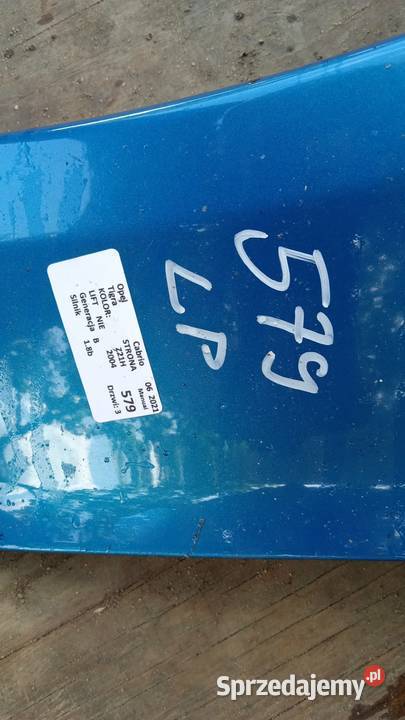 579
LP
Opel Cabrio 06 2021
Tigra STRONA Manual
KOLOR: Z21H 579
LIFT NIE 2004 Drzwi: 3
Generacja B
Silnik 1.8b
Sprzedajemy.pl